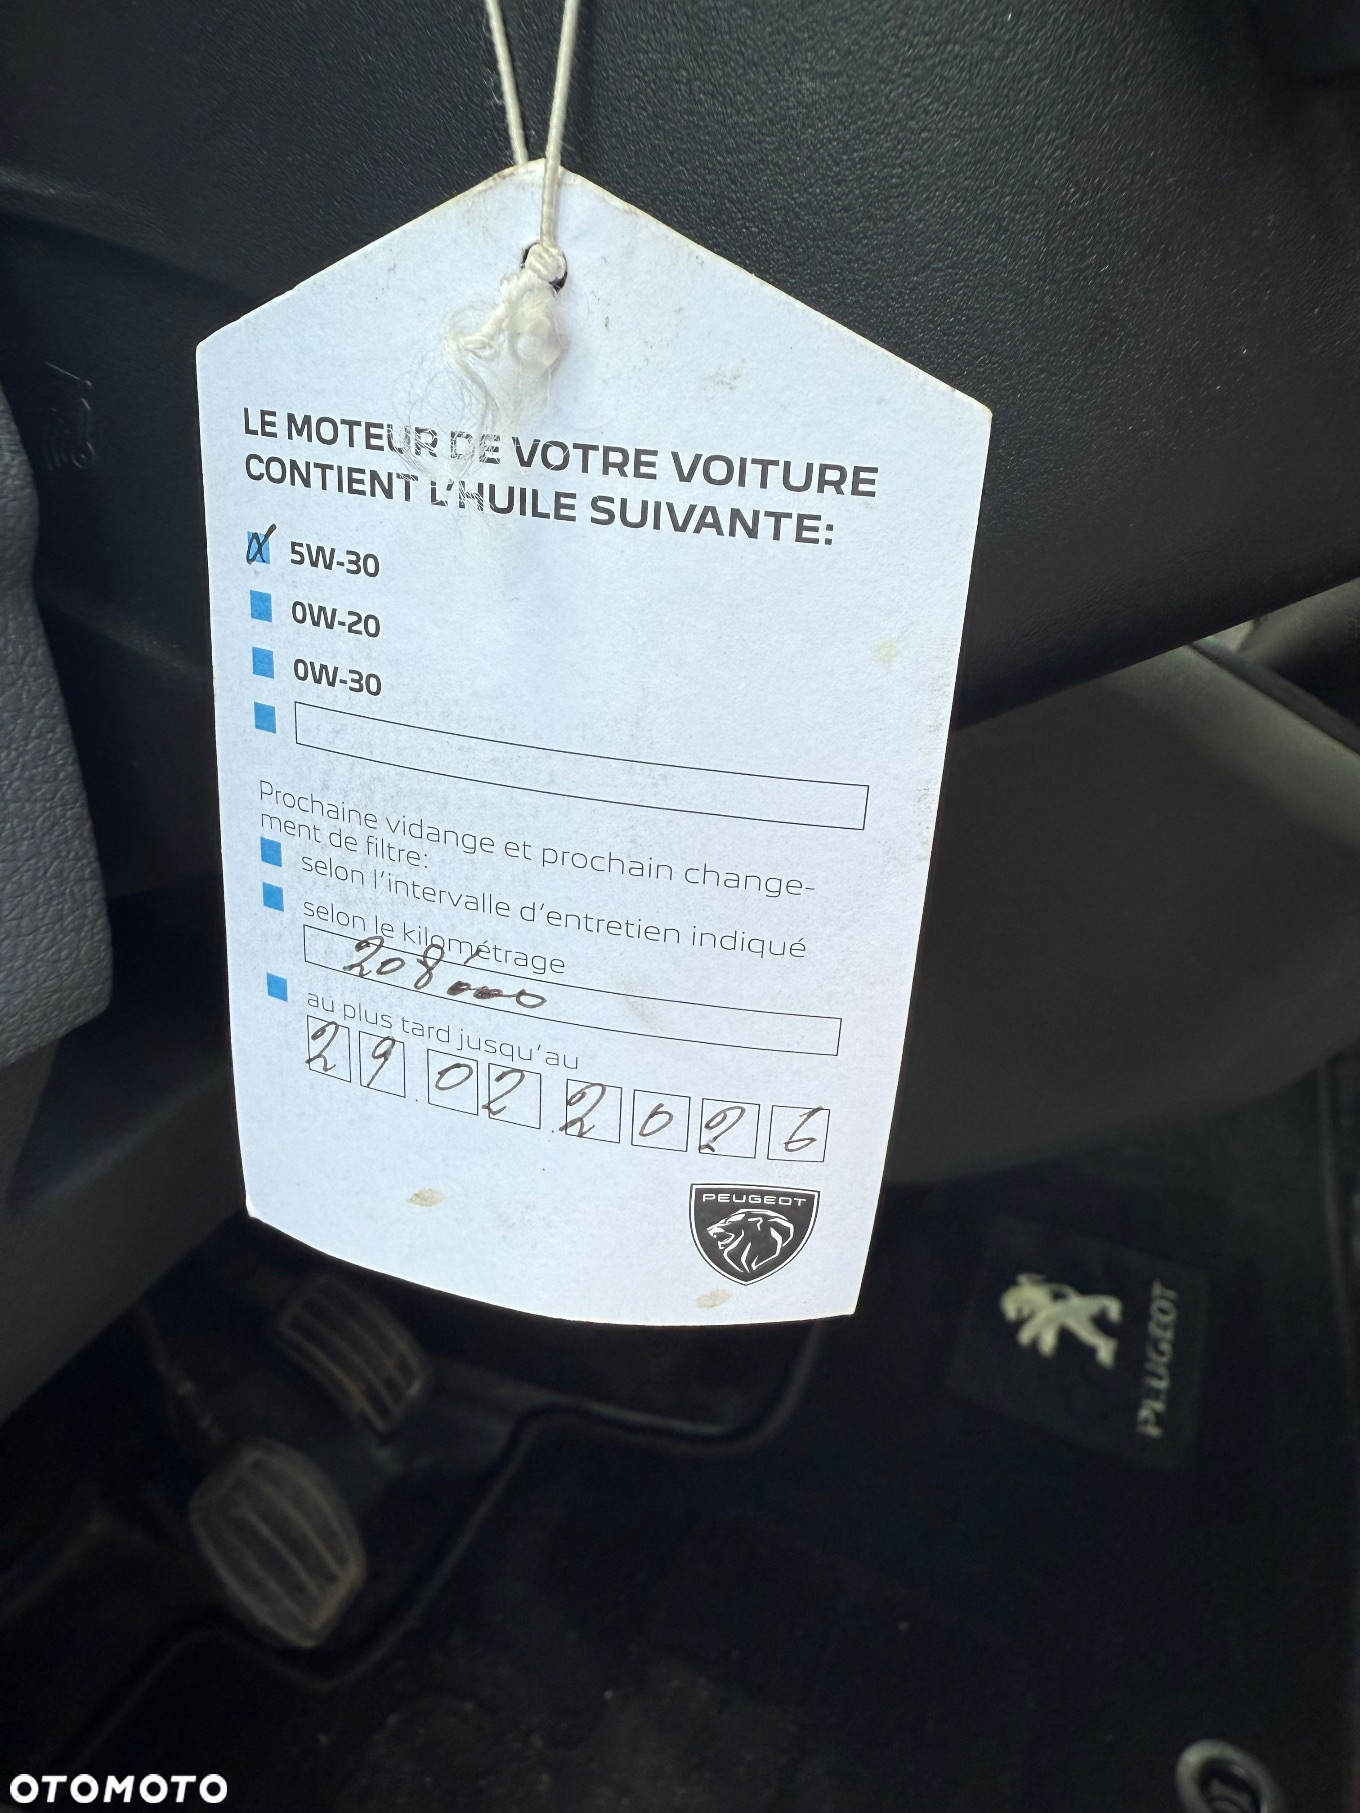 LE MOTEUR DE VOTRE VOITURE
CONTIENT L'HUILE SUIVANTE:
5W-30
0W-20
0W-30
Prochaine vidange et prochain change-
ment de filtre:
selon l'intervalle d'entretien indiqué
selon le kilométrage
208'000
au plus tard jusqu'au
29.02.2026
PEUGEOT
PEUGEOT
OTOMOTO